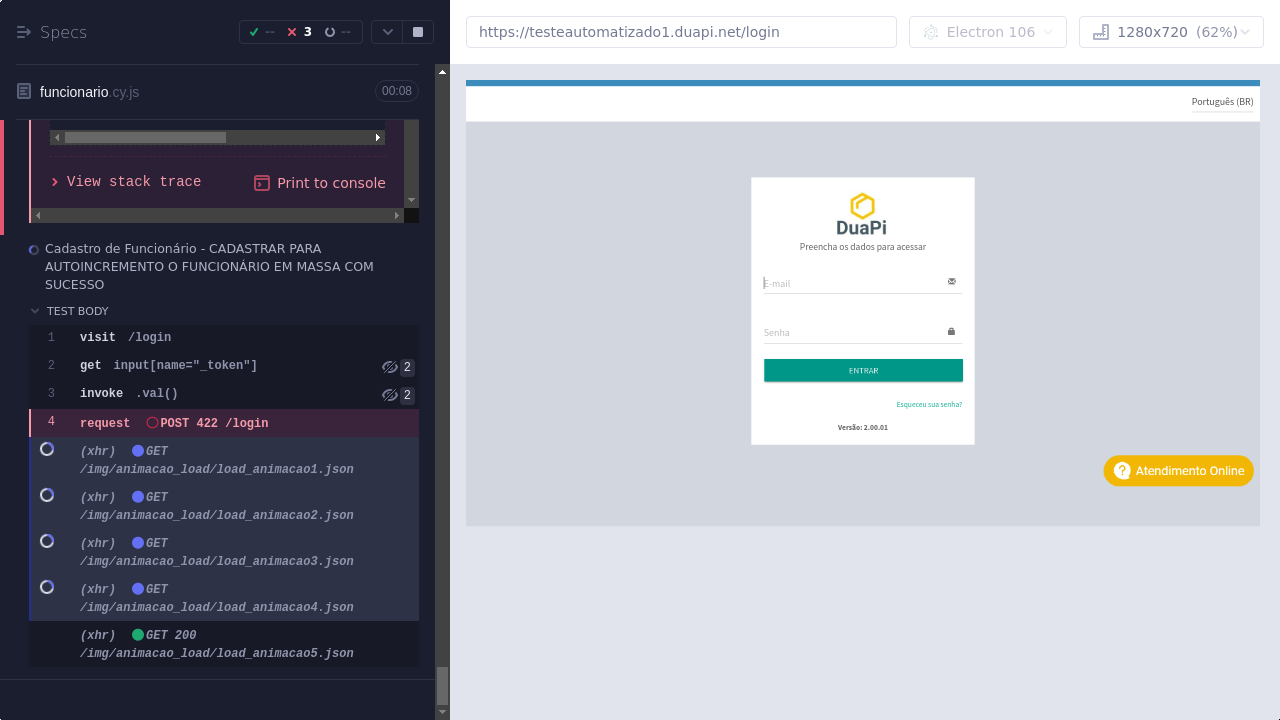 Specs
--
3
--
https://testeautomatizado1.duapi.net/login
Electron 106
1280x720 (62%)
funcionario.cy.js
00:08
View stack trace
Print to console
Cadastro de Funcionário - CADASTRAR PARA
AUTOINCREMENTO O FUNCIONÁRIO EM MASSA COM
SUCESSO
TEST BODY
1 visit /login
2 get input[name="_token"] 2
3 invoke .val() 2
4 request POST 422 /login
(xhr) GET
/img/animacao_load/load_animacao1.json
(xhr) GET
/img/animacao_load/load_animacao2.json
(xhr) GET
/img/animacao_load/load_animacao3.json
(xhr) GET
/img/animacao_load/load_animacao4.json
(xhr) GET 200
/img/animacao_load/load_animacao5.json
Português (BR)
DuaPi
Preencha os dados para acessar
E-mail
Senha
ENTRAR
Esqueceu sua senha?
Versão: 2.00.01
Atendimento Online